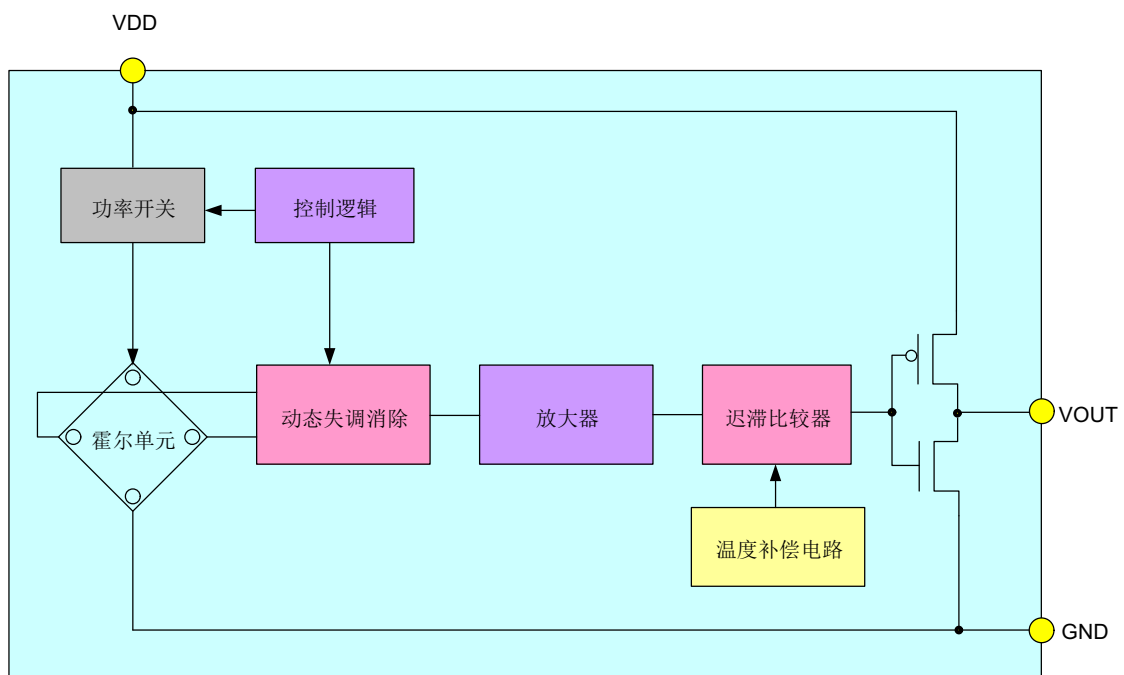 VDD
功率开关
控制逻辑
霍尔单元
动态失调消除
放大器
迟滞比较器
VOUT
温度补偿电路
GND